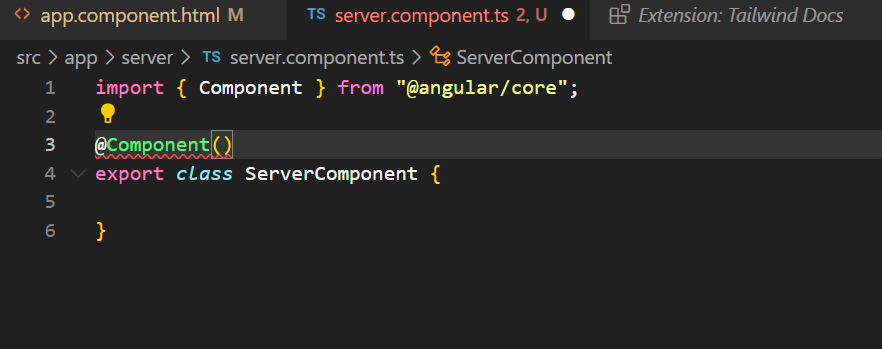 <> app.component.html M TS server.component.ts 2, U Extension: Tailwind Docs
src > app > server > TS server.component.ts > ServerComponent
1 import { Component } from "@angular/core";
2
3 @Component()
4 export class ServerComponent {
5
6 }